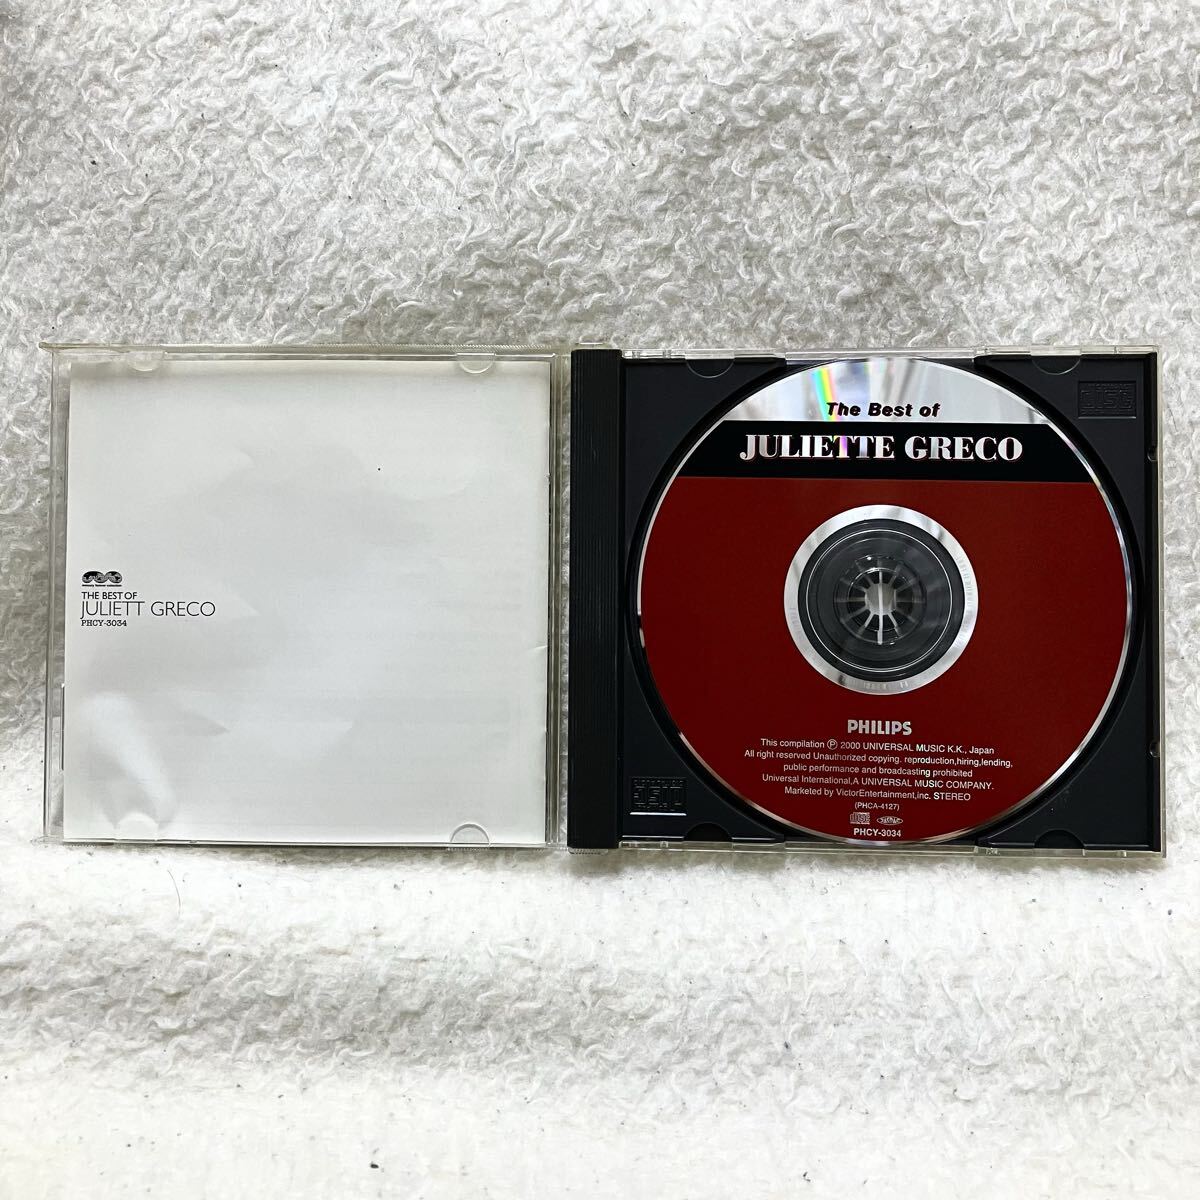 THE BEST OF
JULIETT GRECO
PHCY-3034
The Best of
JULIETTE GRECO
PHILIPS
This compilation Ⓟ 2000 UNIVERSAL MUSIC K.K., Japan
All right reserved Unauthorized copying. reproduction,hiring,lending,
public performance and broadcasting prohibited
Universal International,A UNIVERSAL MUSIC COMPANY.
Marketed by VictorEntertainment,inc. STEREO
(PHCA-4127)
PHCY-3034